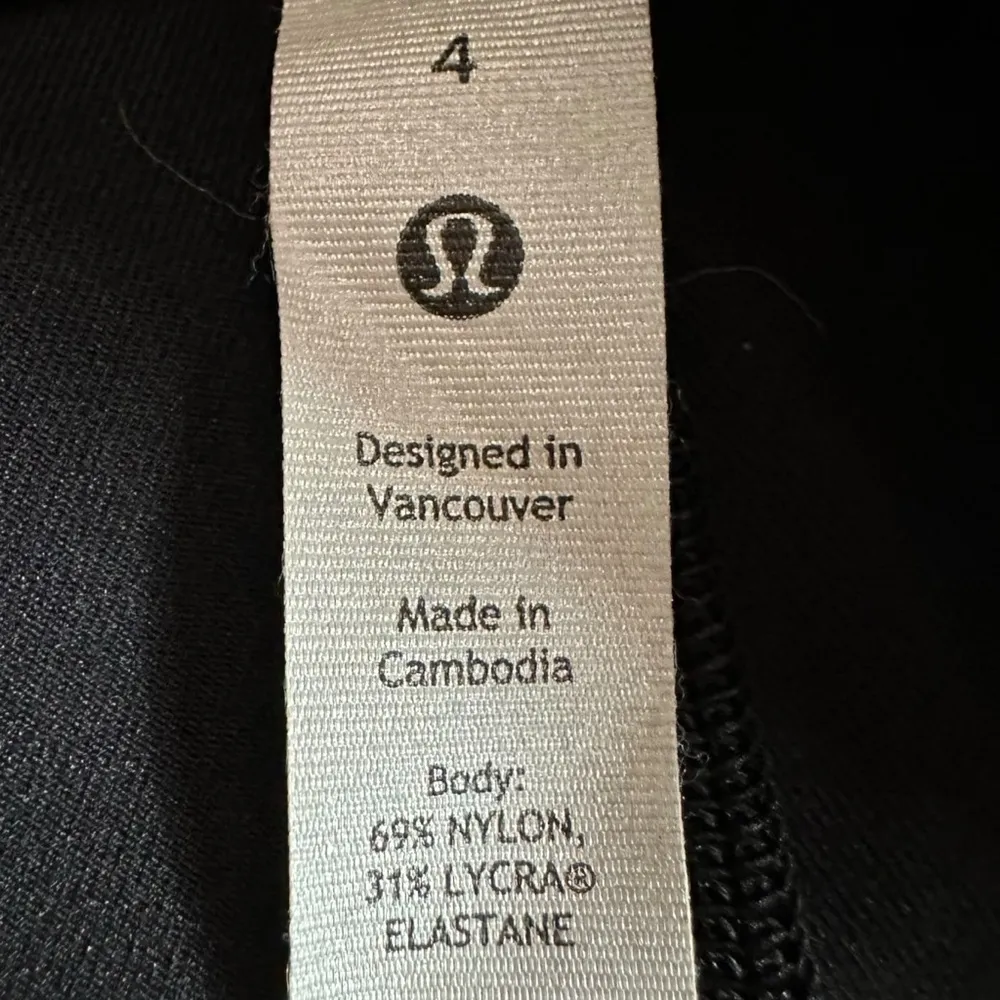 4
Designed in
Vancouver
Made in
Cambodia
Body:
69% NYLON,
31% LYCRA®
ELASTANE